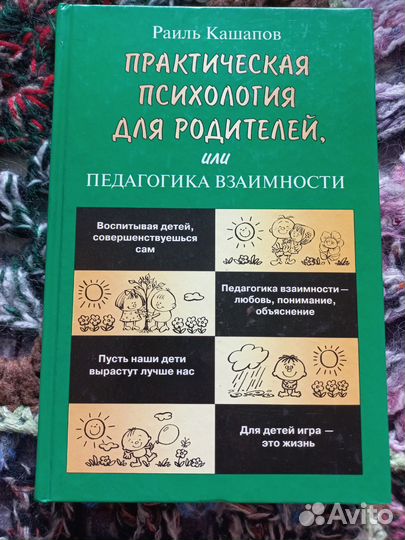 Раиль Кашапов
ПРАКТИЧЕСКАЯ
ПСИХОЛОГИЯ
ДЛЯ РОДИТЕЛЕЙ,
или
ПЕДАГОГИКА ВЗАИМНОСТИ
Воспитывая детей,
совершенствуешься
сам
Педагогика взаимности —
любовь, понимание,
объяснение
Пусть наши дети
вырастут лучше нас
Для детей игра —
это жизнь
Avito